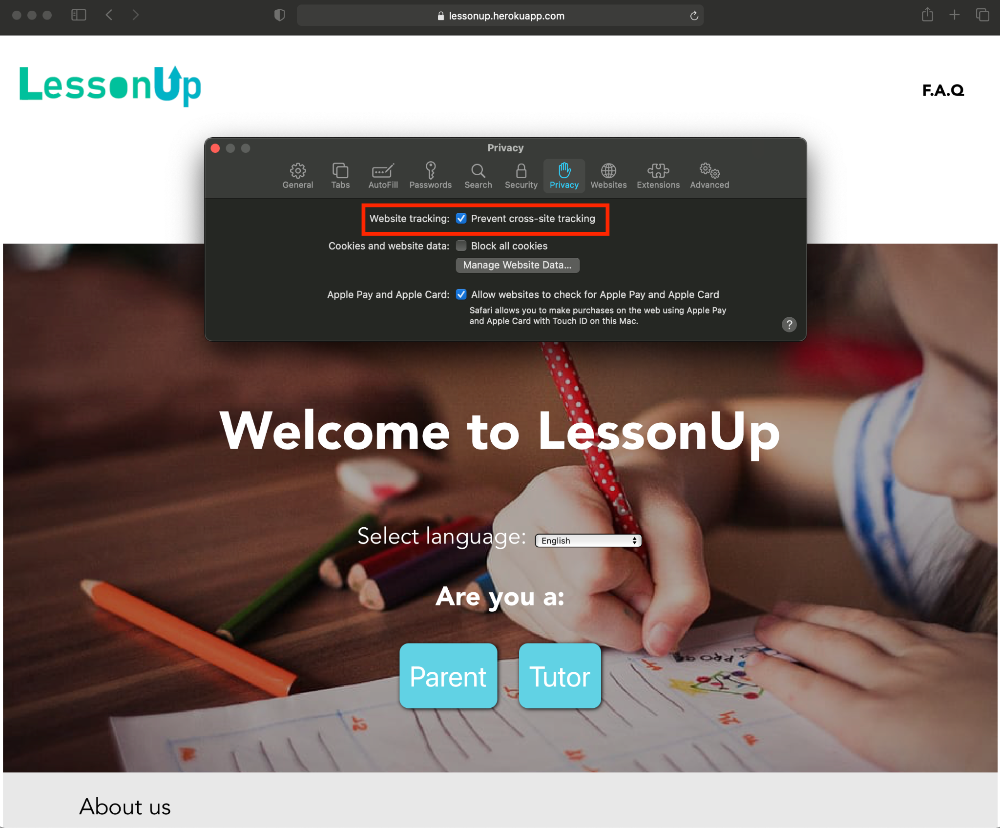 lessonup.herokuapp.com
LessonUp
F.A.Q
Privacy
General Tabs AutoFill Passwords Search Security Privacy Websites Extensions Advanced
Website tracking: Prevent cross-site tracking
Cookies and website data: Block all cookies
Manage Website Data...
Apple Pay and Apple Card: Allow websites to check for Apple Pay and Apple Card
Safari allows you to make purchases on the web using Apple Pay
and Apple Card with Touch ID on this Mac.
?
Welcome to LessonUp
Select language: English
Are you a:
Parent Tutor
About us